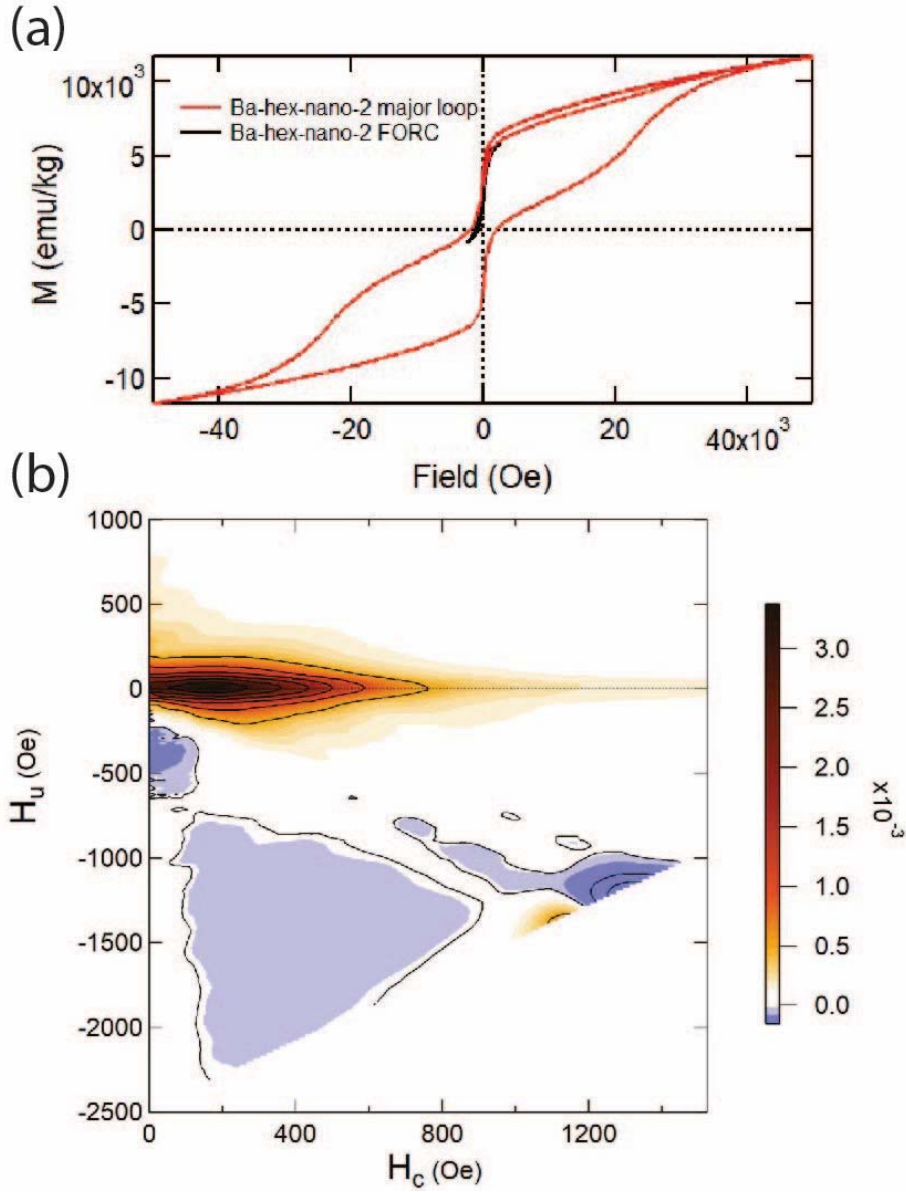 (a)
10x10³
5
0
-5
-10
M (emu/kg)
Ba-hex-nano-2 major loop
Ba-hex-nano-2 FORC
-40
-20
0
20
40x10³
Field (Oe)
(b)
1000
500
0
-500
-1000
-1500
-2000
-2500
Hu (Oe)
0
400
800
1200
Hc (Oe)
3.0
2.5
2.0
1.5
1.0
0.5
0.0
x10⁻³